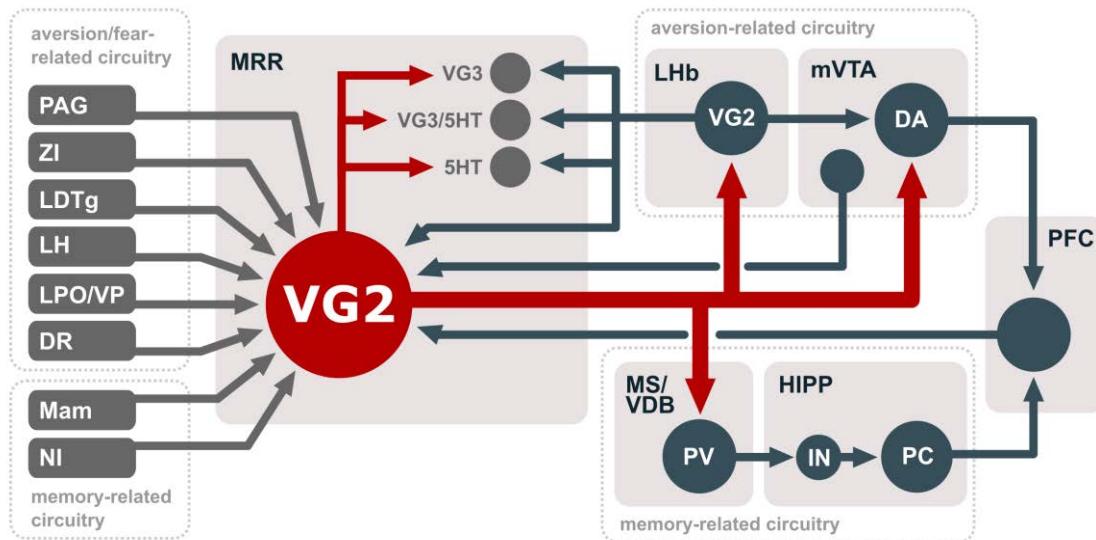 aversion/fear-
related circuitry
PAG
ZI
LDTg
LH
LPO/VP
DR
Mam
NI
memory-related
circuitry
MRR
VG3
VG3/5HT
5HT
VG2
aversion-related circuitry
LHb
VG2
mVTA
DA
PFC
MS/
VDB
PV
HIPP
IN
PC
memory-related circuitry